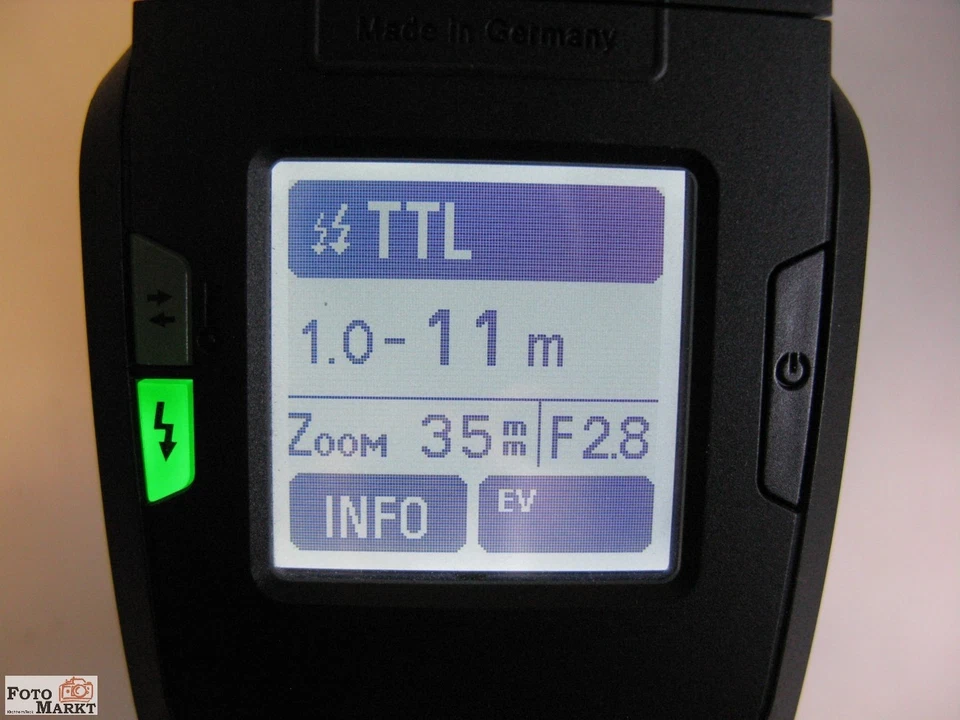 Made in Germany
TTL
1.0 - 11 m
ZOOM 35 mm F2.8
INFO EV
FOTO
MARKT